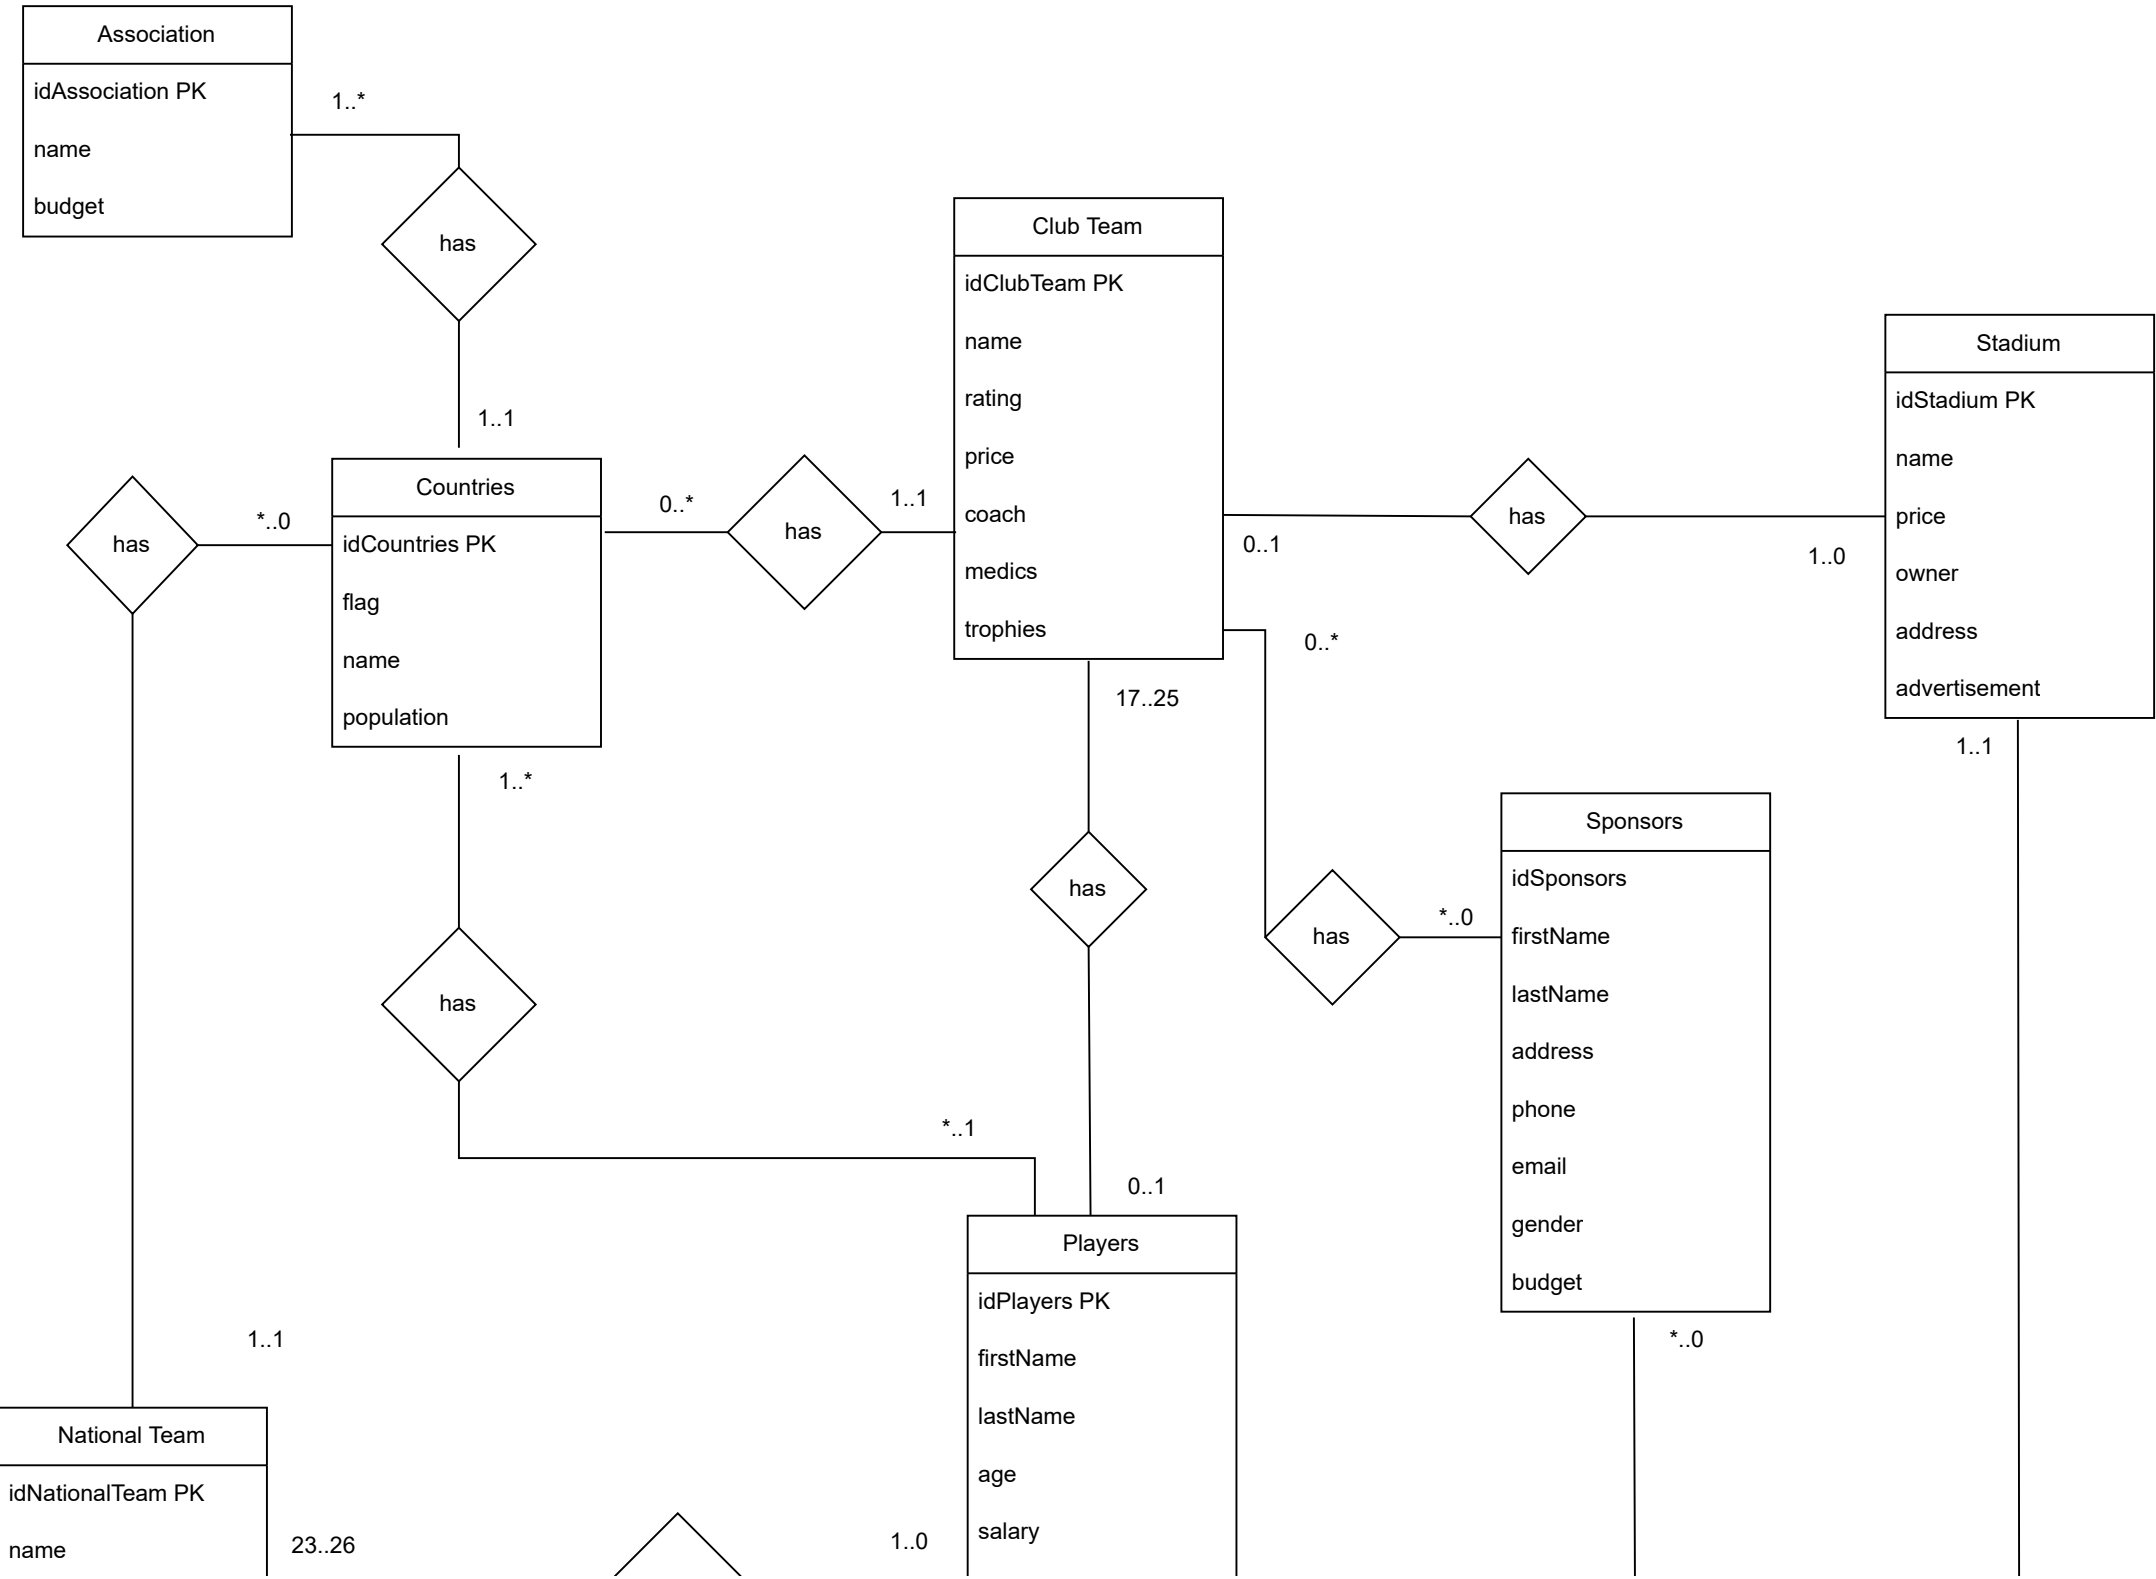 Association
idAssociation PK
name
budget
1..*
has
1..1
Countries
idCountries PK
flag
name
population
*..0
has
0..*
has
1..1
Club Team
idClubTeam PK
name
rating
price
coach
medics
trophies
0..1
has
1..0
Stadium
idStadium PK
name
price
owner
address
advertisement
1..1
0..*
has
*..0
Sponsors
idSponsors
firstName
lastName
address
phone
email
gender
budget
*..0
17..25
has
0..1
1..*
has
*..1
Players
idPlayers PK
firstName
lastName
age
salary
1..0
1..1
National Team
idNationalTeam PK
name
23..26